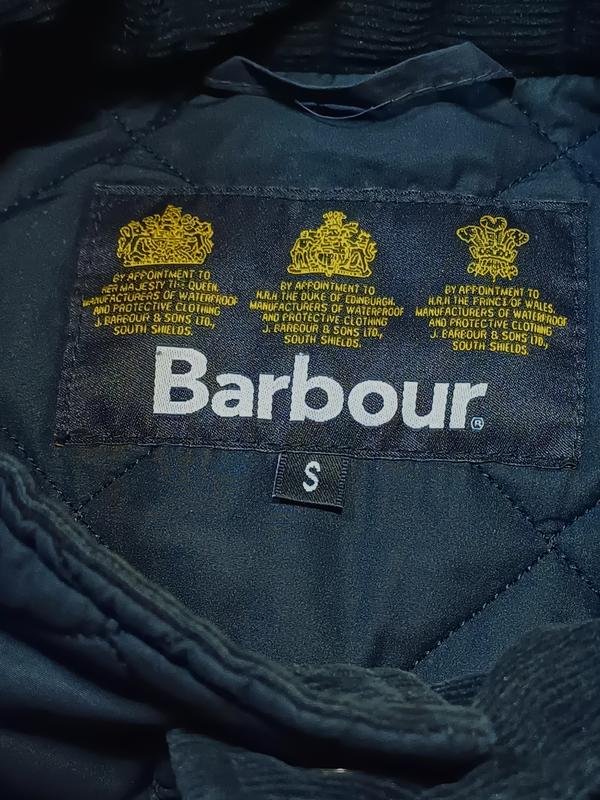 BY APPOINTMENT TO
HER MAJESTY THE QUEEN.
MANUFACTURERS OF WATERPROOF
AND PROTECTIVE CLOTHING
J. BARBOUR & SONS LTD.,
SOUTH SHIELDS.
BY APPOINTMENT TO
H.R.H THE DUKE OF EDINBURGH.
MANUFACTURERS OF WATERPROOF
AND PROTECTIVE CLOTHING
J. BARBOUR & SONS LTD.,
SOUTH SHIELDS.
BY APPOINTMENT TO
H.R.H THE PRINCE OF WALES.
MANUFACTURERS OF WATERPROOF
AND PROTECTIVE CLOTHING
J. BARBOUR & SONS LTD.,
SOUTH SHIELDS.
Barbour®
S